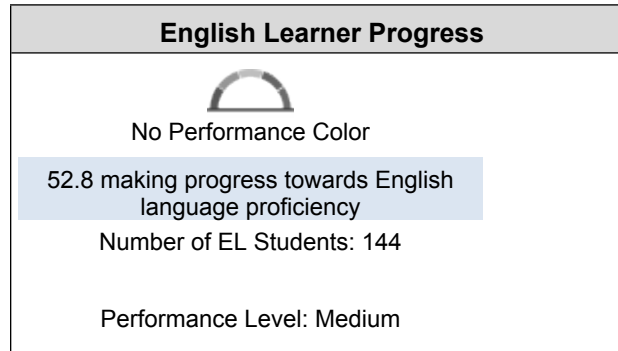 English Learner Progress
No Performance Color
52.8 making progress towards English
language proficiency
Number of EL Students: 144
Performance Level: Medium